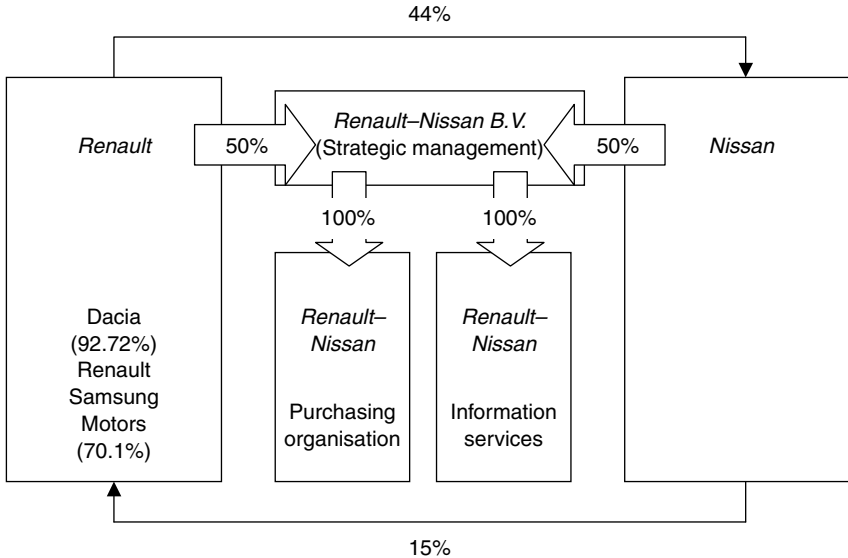 44%
Renault
50%
Renault–Nissan B.V.
(Strategic management)
50%
Nissan
100%
100%
Dacia
(92.72%)
Renault
Samsung
Motors
(70.1%)
Renault–
Nissan
Purchasing
organisation
Renault–
Nissan
Information
services
15%